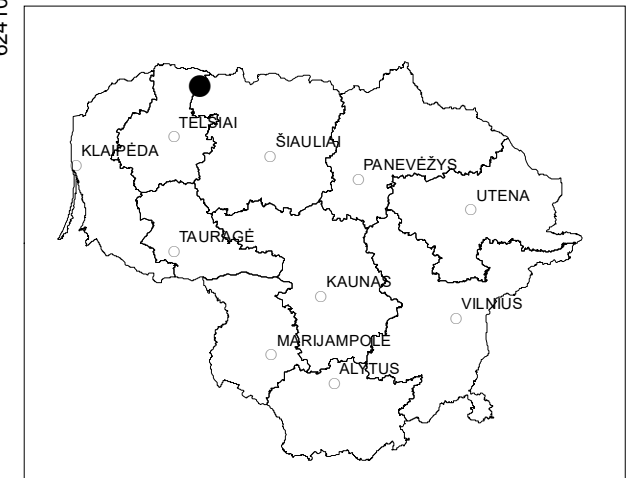 TELŠIAI
ŠIAULIAI
KLAIPĖDA
PANEVĖŽYS
UTENA
TAURAGĖ
KAUNAS
VILNIUS
MARIJAMPOLĖ
ALYTUS